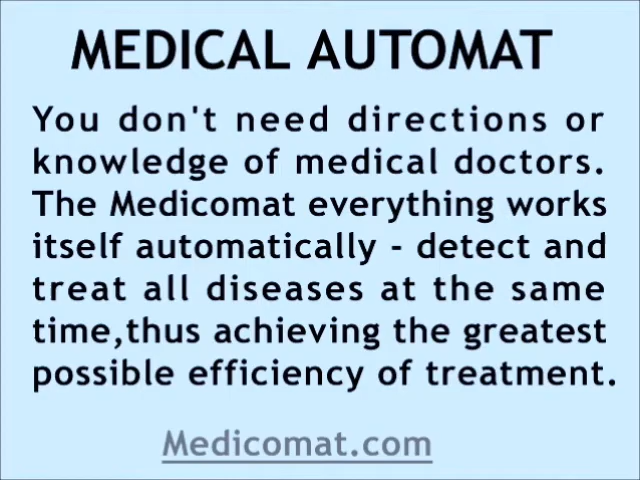 MEDICAL AUTOMAT
You don't need directions or
knowledge of medical doctors.
The Medicomat everything works
itself automatically - detect and
treat all diseases at the same
time,thus achieving the greatest
possible efficiency of treatment.
Medicomat.com